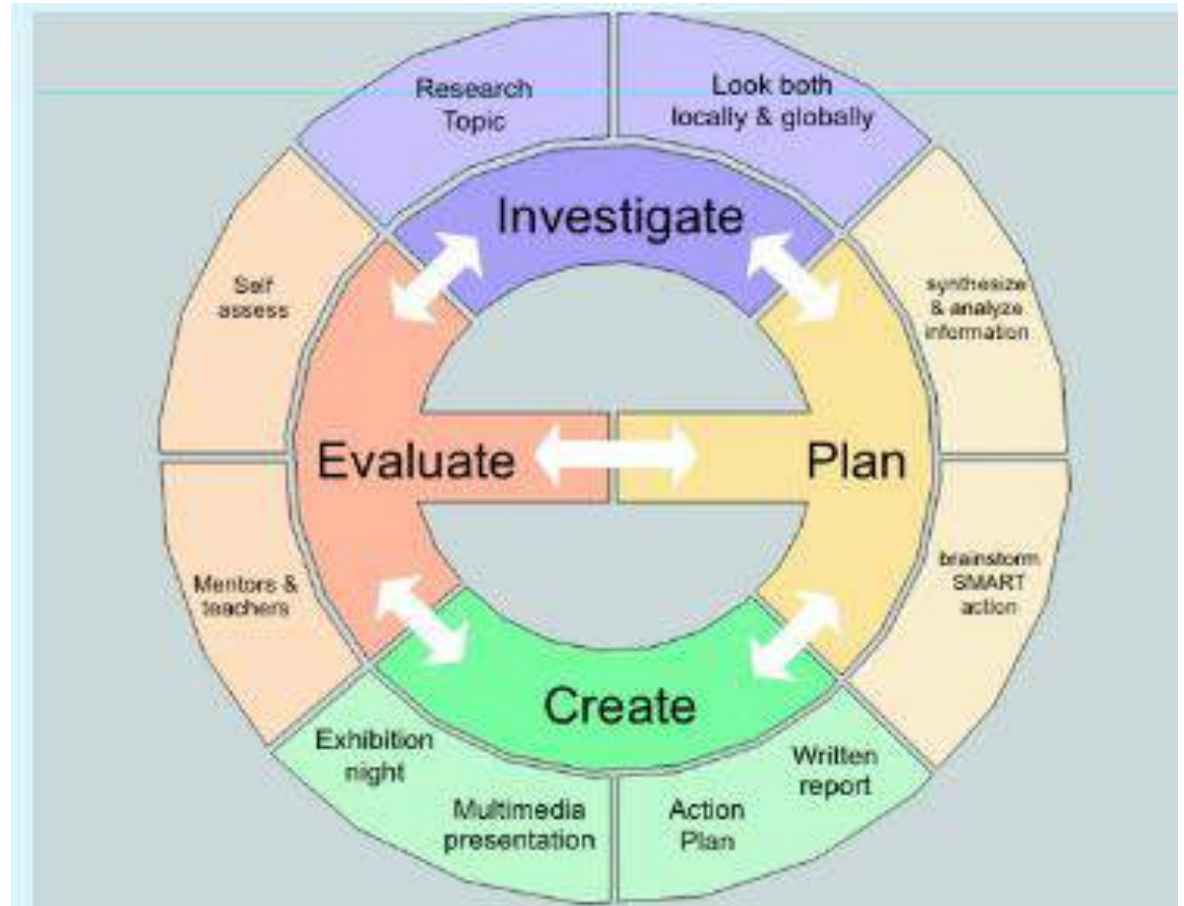 Research
Topic
Look both
locally & globally
Investigate
Self
assess
synthesize
& analyze
information
Evaluate
Plan
Mentors &
teachers
brainstorm
SMART
action
Create
Exhibition
night
Multimedia
presentation
Action
Plan
Written
report